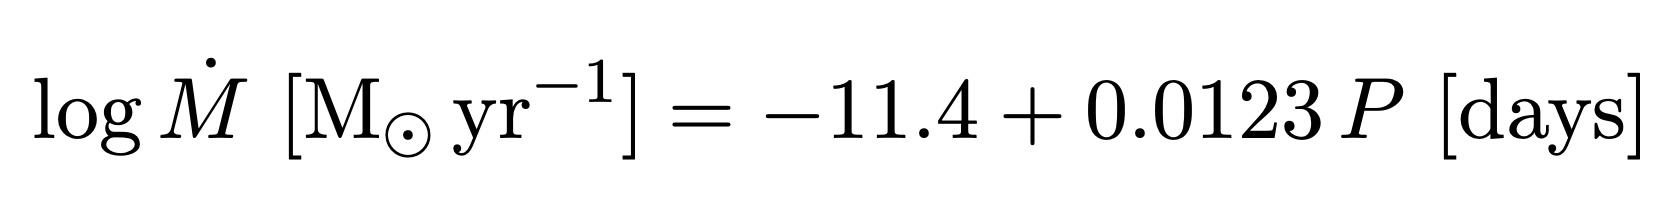 log Ṁ [M⊙ yr⁻¹] = −11.4 + 0.0123 P [days]